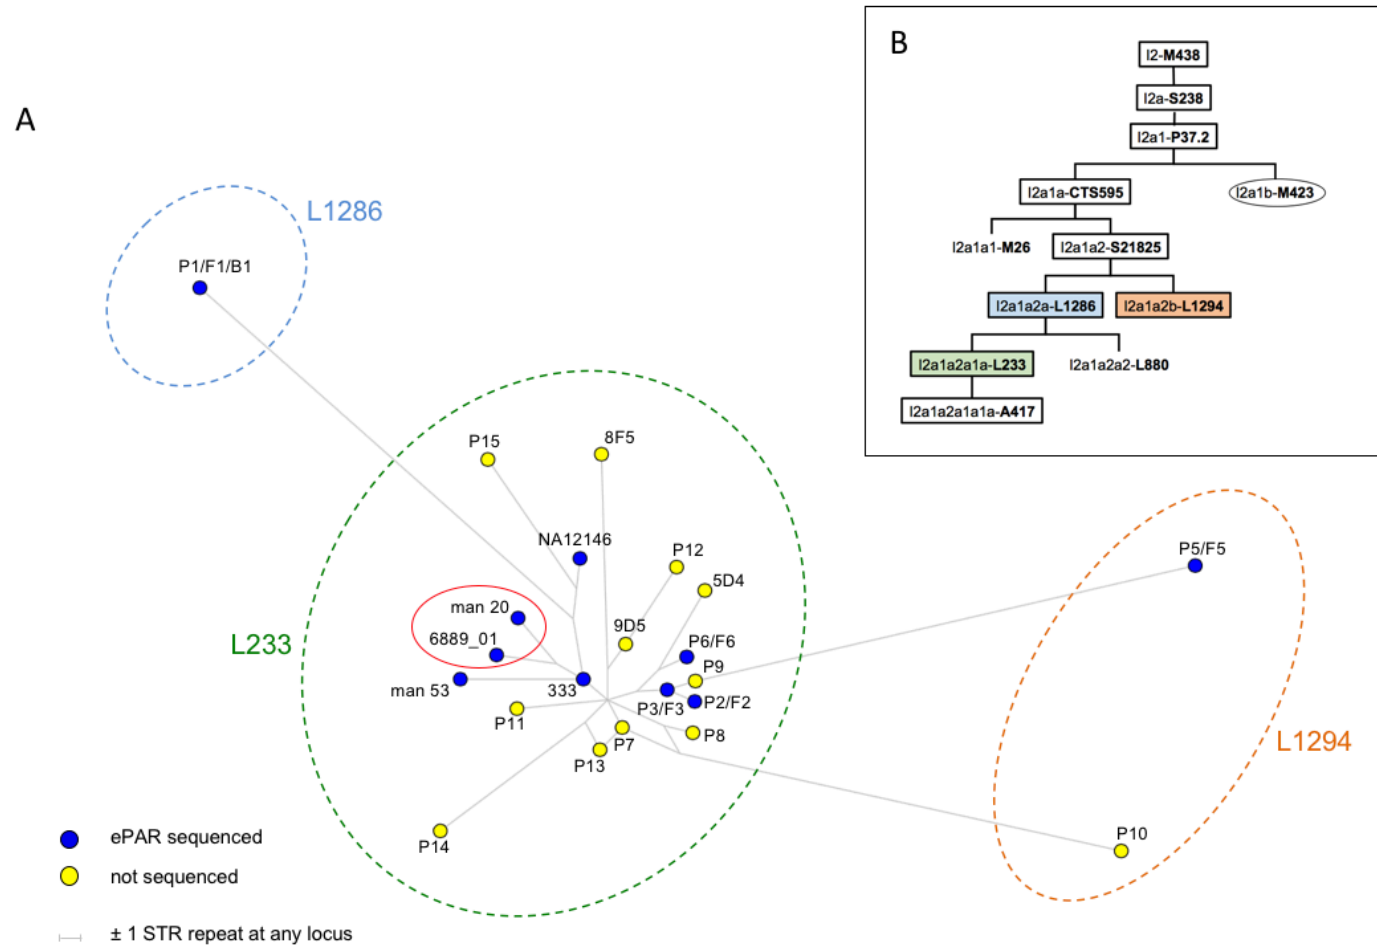 A
B
I2-M438
I2a-S238
I2a1-P37.2
I2a1a-CTS595
I2a1b-M423
I2a1a1-M26
I2a1a2-S21825
I2a1a2a-L1286
I2a1a2b-L1294
I2a1a2a1a-L233
I2a1a2a2-L880
I2a1a2a1a1a-A417
L1286
P1/F1/B1
P15
8F5
NA12146
P12
5D4
P5/F5
man 20
6889_01
9D5
P6/F6
L233
P9
man 53
333
P3/F3
P2/F2
P11
P7
P8
P13
L1294
P14
P10
ePAR sequenced
not sequenced
± 1 STR repeat at any locus